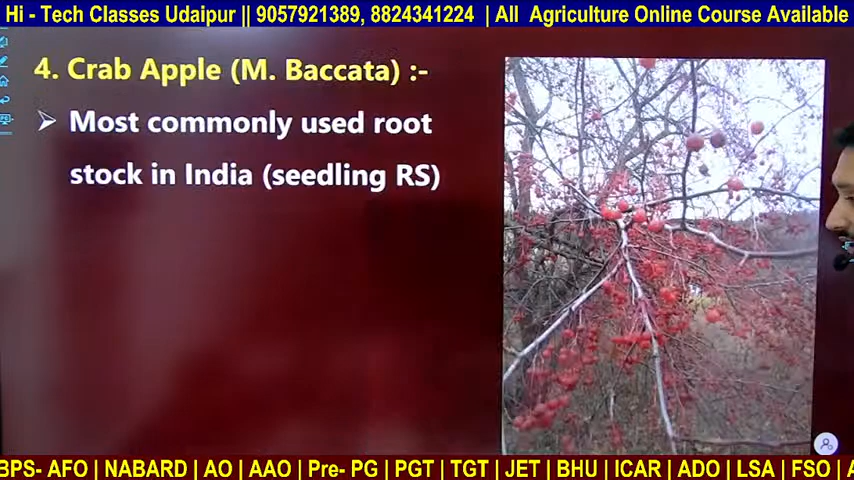 Hi - Tech Classes Udaipur || 9057921389, 8824341224 | All Agriculture Online Course Available
4. Crab Apple (M. Baccata) :-
➢ Most commonly used root
stock in India (seedling RS)
BPS- AFO | NABARD | AO | AAO | Pre- PG | PGT | TGT | JET | BHU | ICAR | ADO | LSA | FSO |